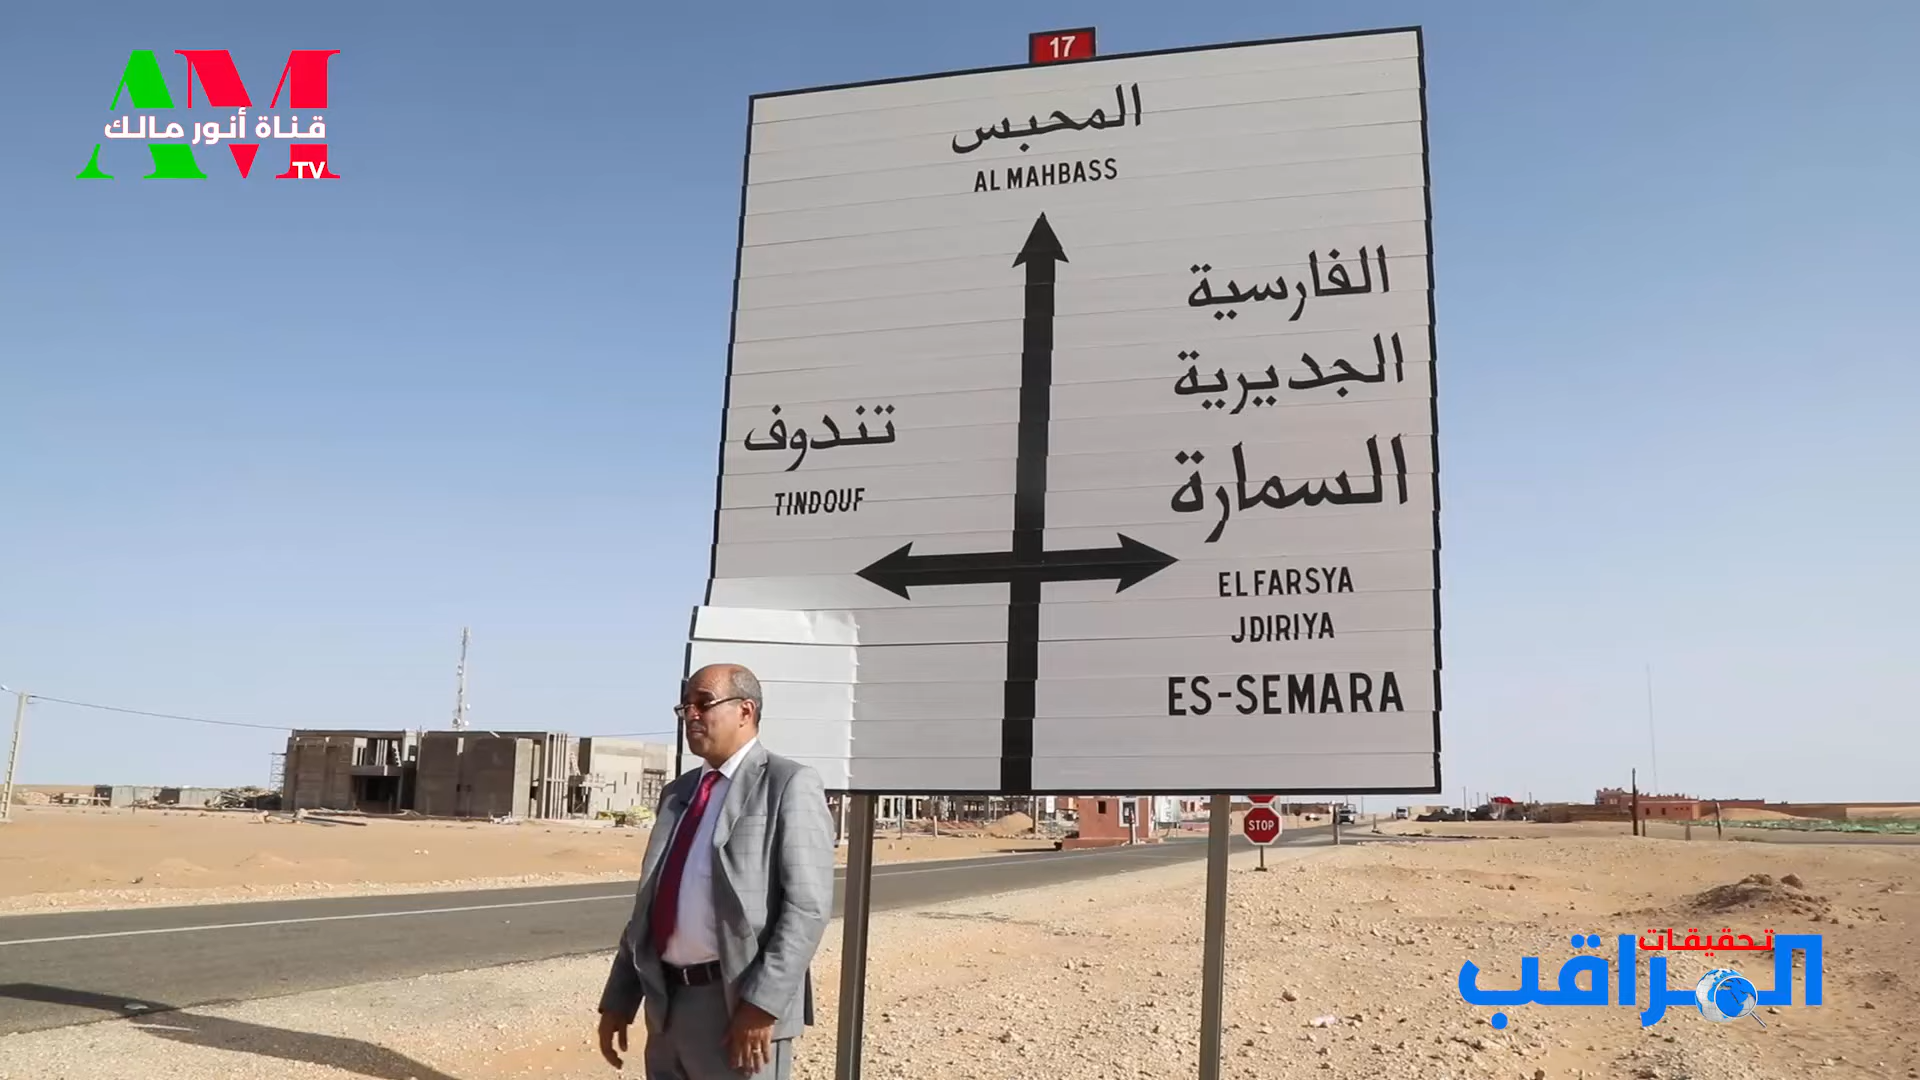 AM
قناة أنور مالك
TV
17
المحبس
AL MAHBASS
الفارسية
الجديرية
السمارة
تندوف
TINDOUF
EL FARSYA
JDIRIYA
ES-SEMARA
STOP
تحقيقات
المراقب